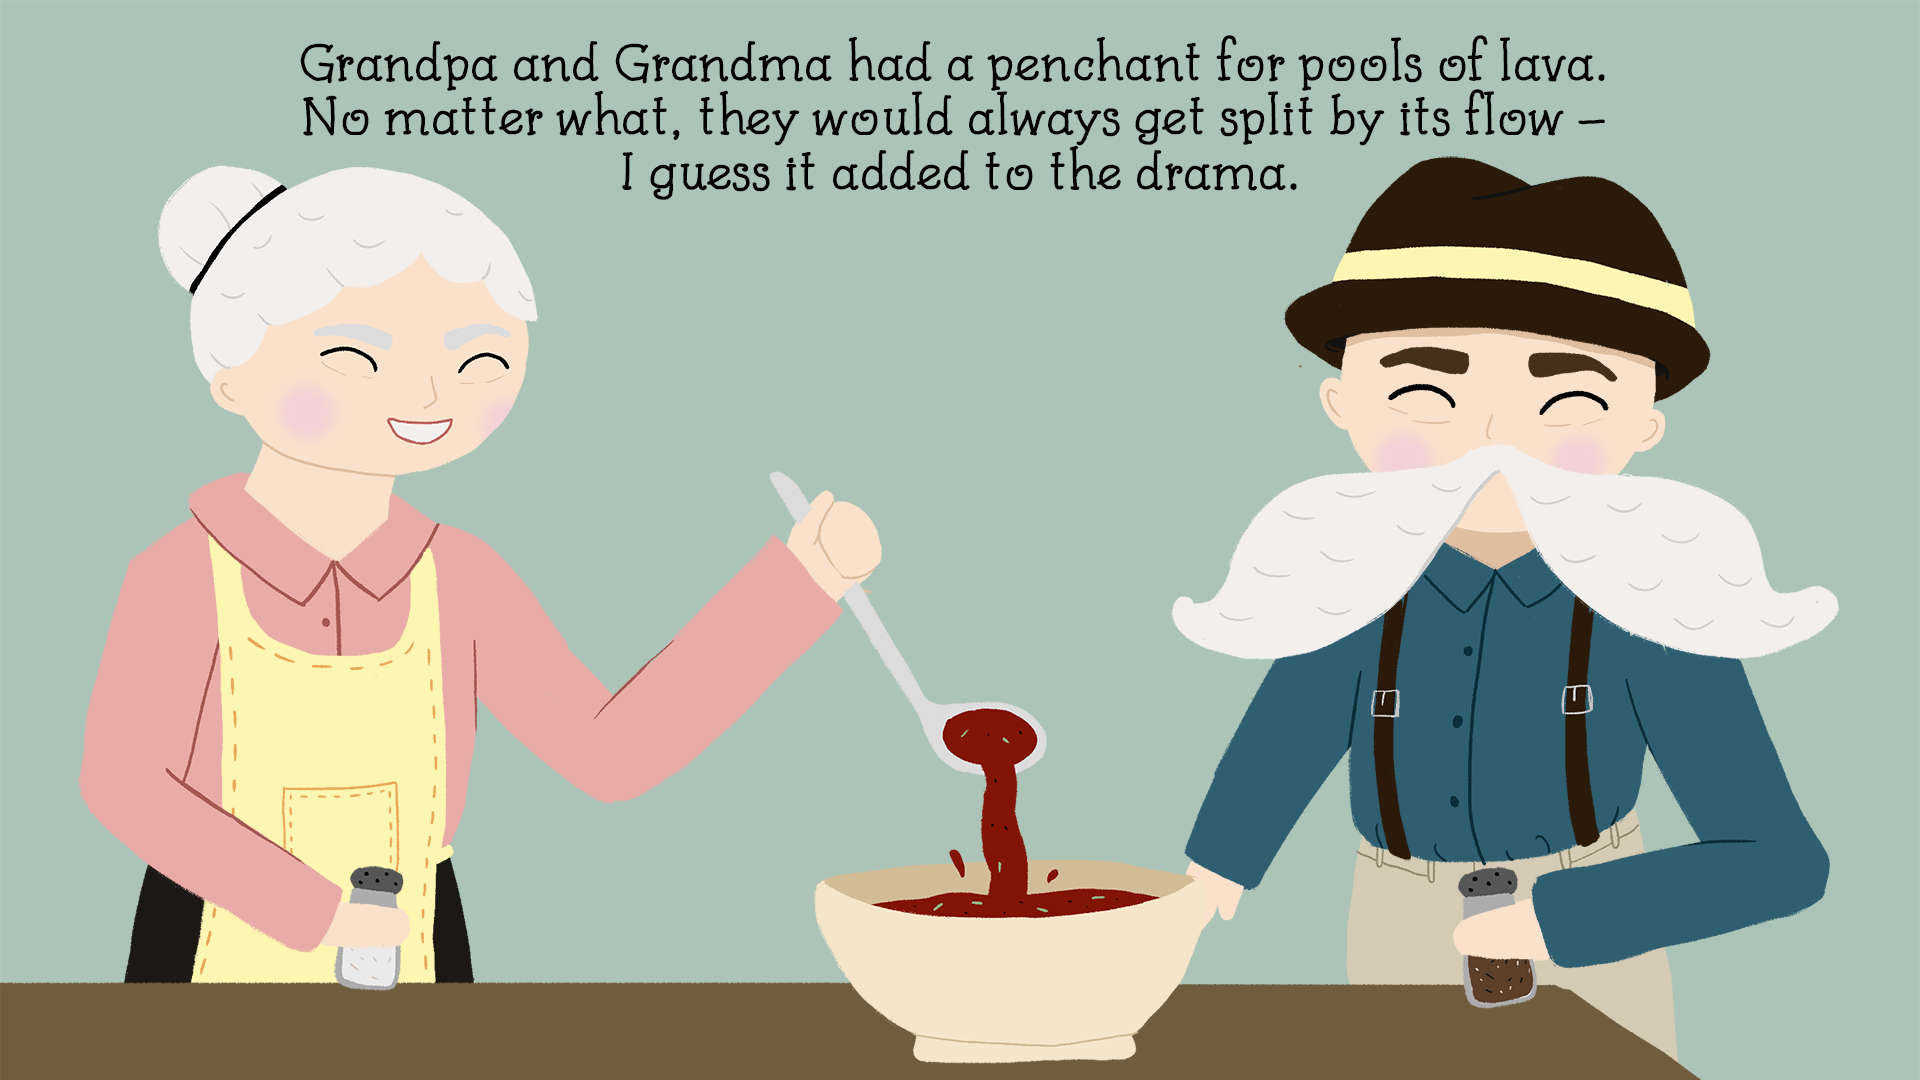 Grandpa and Grandma had a penchant for pools of lava.
No matter what, they would always get split by its flow –
I guess it added to the drama.